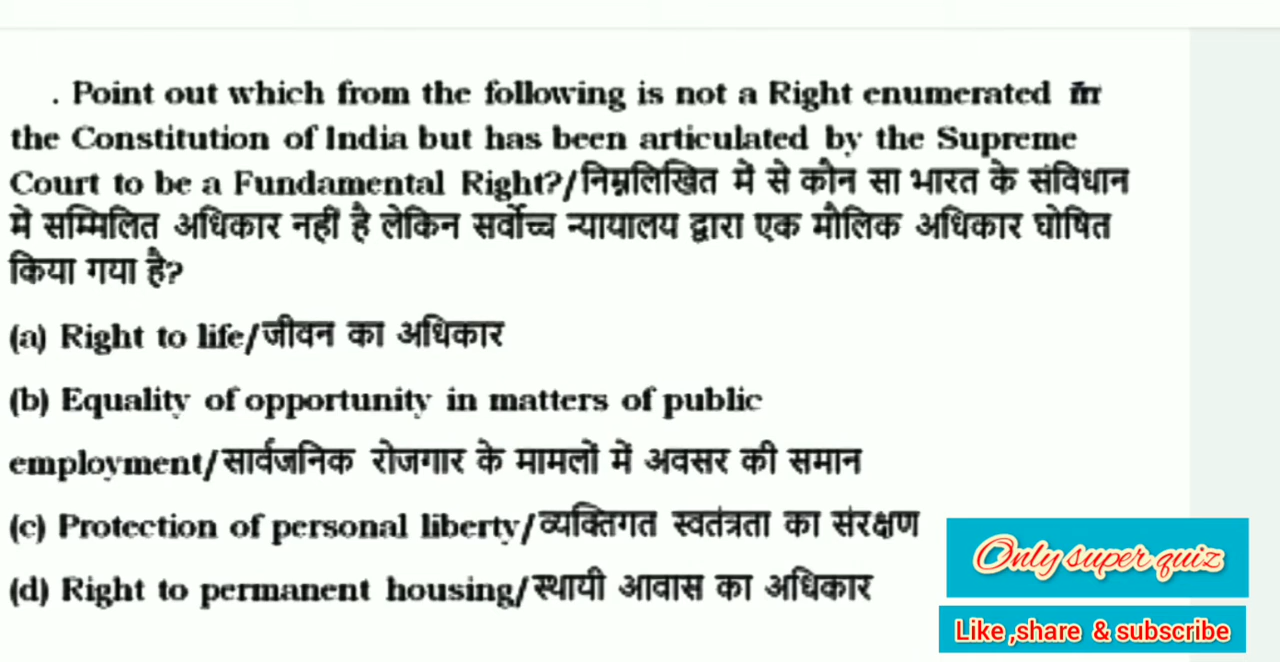 . Point out which from the following is not a Right enumerated in
the Constitution of India but has been articulated by the Supreme
Court to be a Fundamental Right?/निम्नलिखित में से कौन सा भारत के संविधान
में सम्मिलित अधिकार नहीं है लेकिन सर्वोच्च न्यायालय द्वारा एक मौलिक अधिकार घोषित
किया गया है?
(a) Right to life/जीवन का अधिकार
(b) Equality of opportunity in matters of public
employment/सार्वजनिक रोजगार के मामलों में अवसर की समान
(c) Protection of personal liberty/व्यक्तिगत स्वतंत्रता का संरक्षण
(d) Right to permanent housing/स्थायी आवास का अधिकार
Only super quiz
Like ,share & subscribe